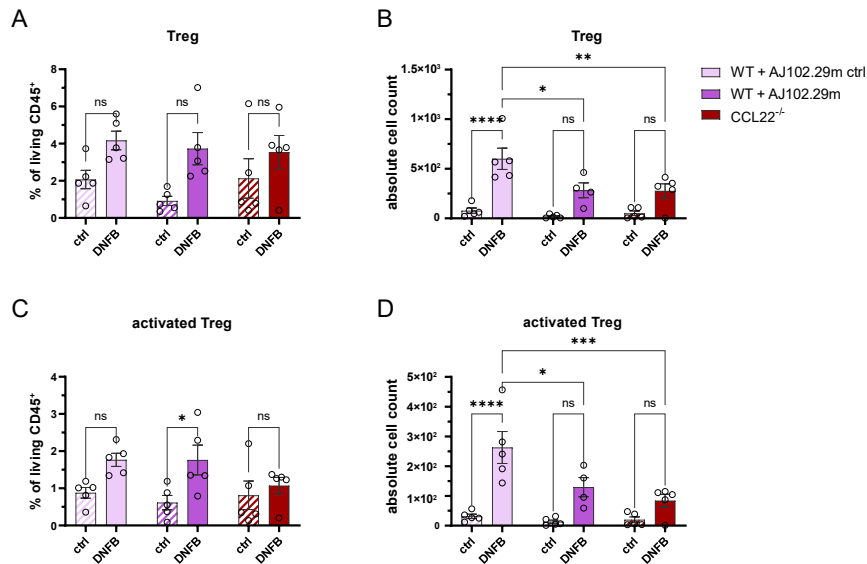 A
Treg
% of living CD45⁺
8
6
4
2
0
ns
ns
ns
ctrl
DNFB
ctrl
DNFB
ctrl
DNFB
B
Treg
absolute cell count
1.5×10³
1×10³
5×10²
0
**
*
****
ns
ns
ctrl
DNFB
ctrl
DNFB
ctrl
DNFB
WT + AJ102.29m ctrl
WT + AJ102.29m
CCL22⁻/⁻
C
activated Treg
% of living CD45⁺
4
3
2
1
0
ns
*
ns
ctrl
DNFB
ctrl
DNFB
ctrl
DNFB
D
activated Treg
absolute cell count
5×10²
4×10²
3×10²
2×10²
1×10²
0
***
*
****
ns
ns
ctrl
DNFB
ctrl
DNFB
ctrl
DNFB